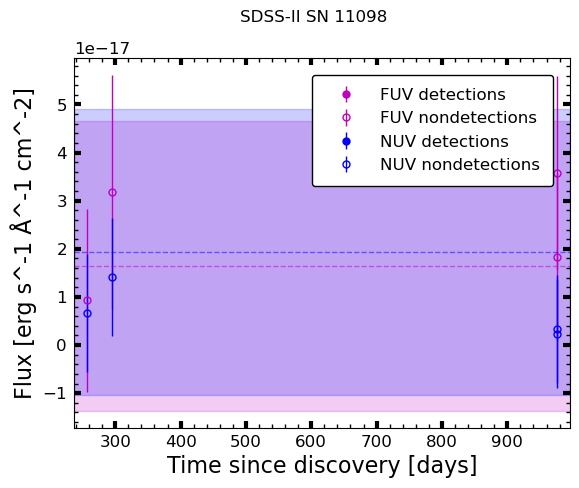 SDSS-II SN 11098
1e−17
FUV detections
FUV nondetections
NUV detections
NUV nondetections
5
4
3
2
1
0
−1
Flux [erg s^-1 Å^-1 cm^-2]
300 400 500 600 700 800 900
Time since discovery [days]